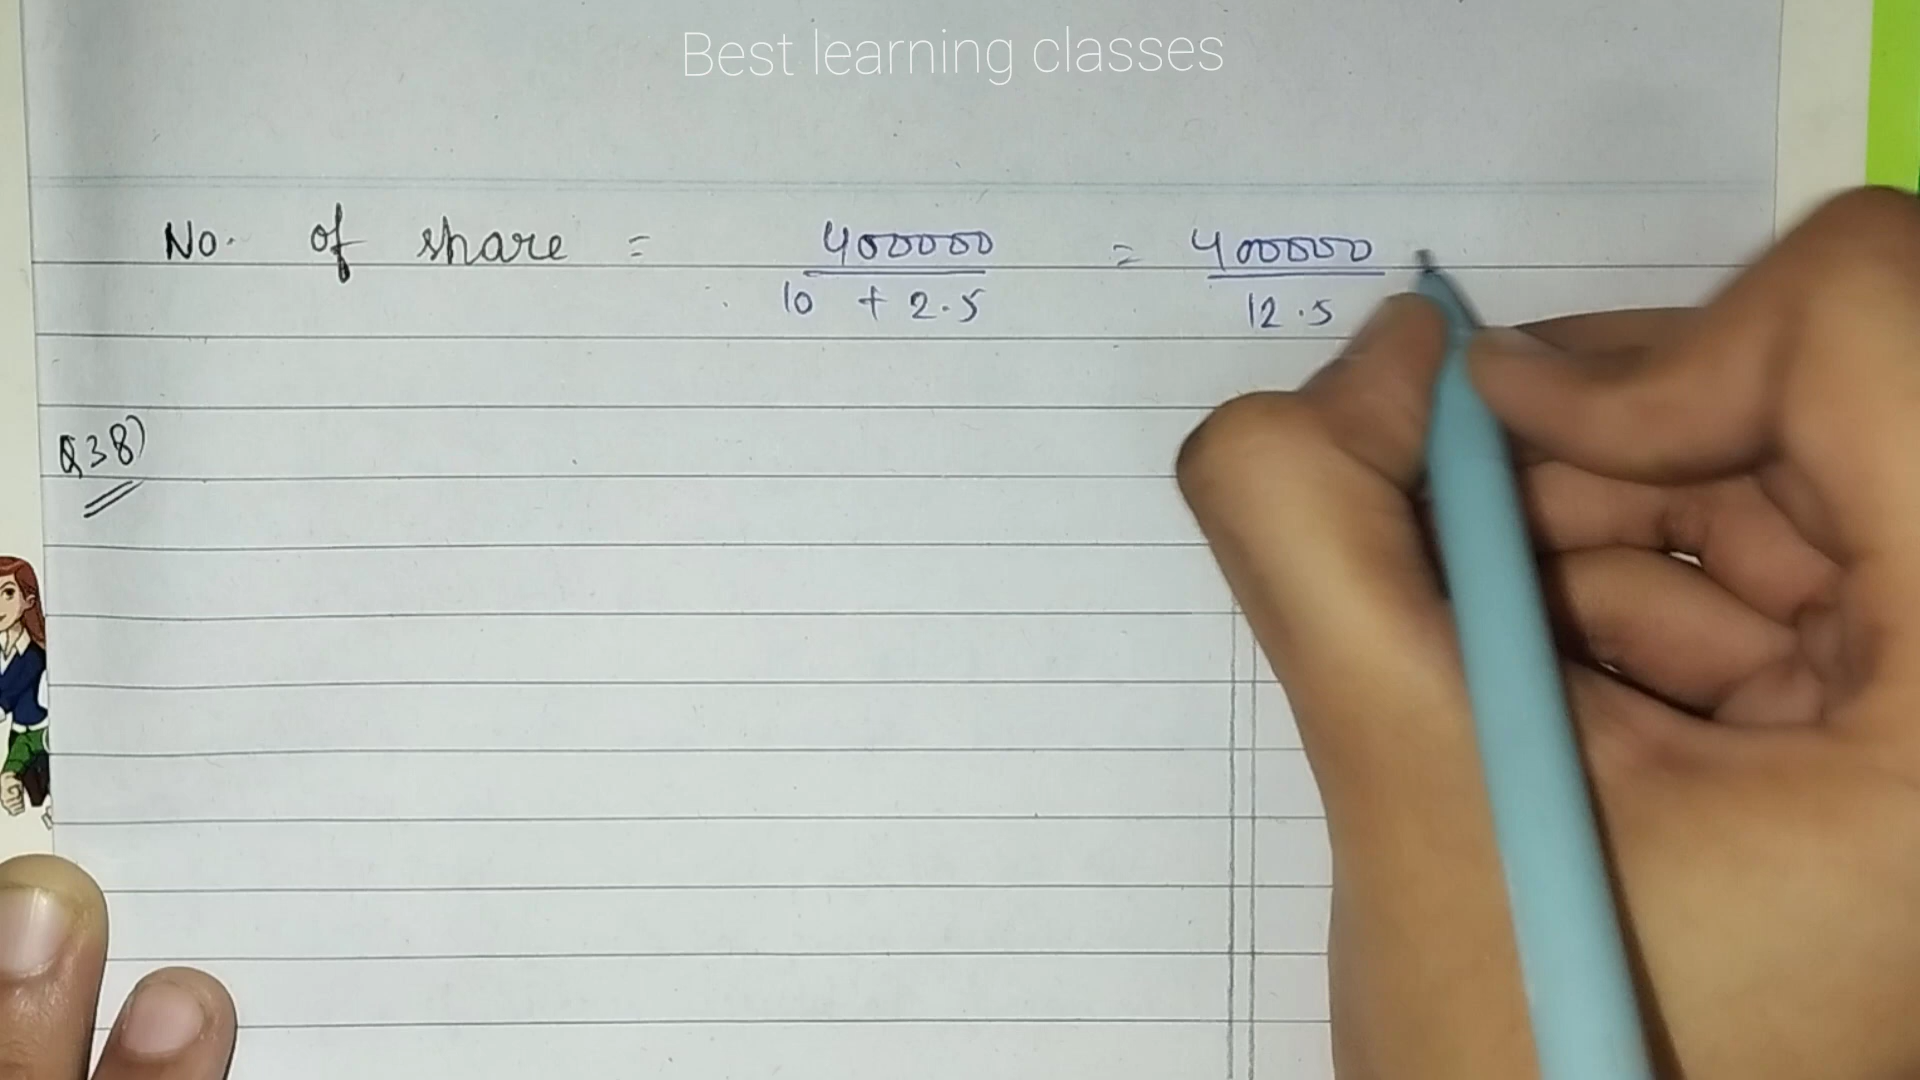 Best learning classes
No. of share = 400000 / 10 + 2.5 = 400000 / 12.5
Q38)